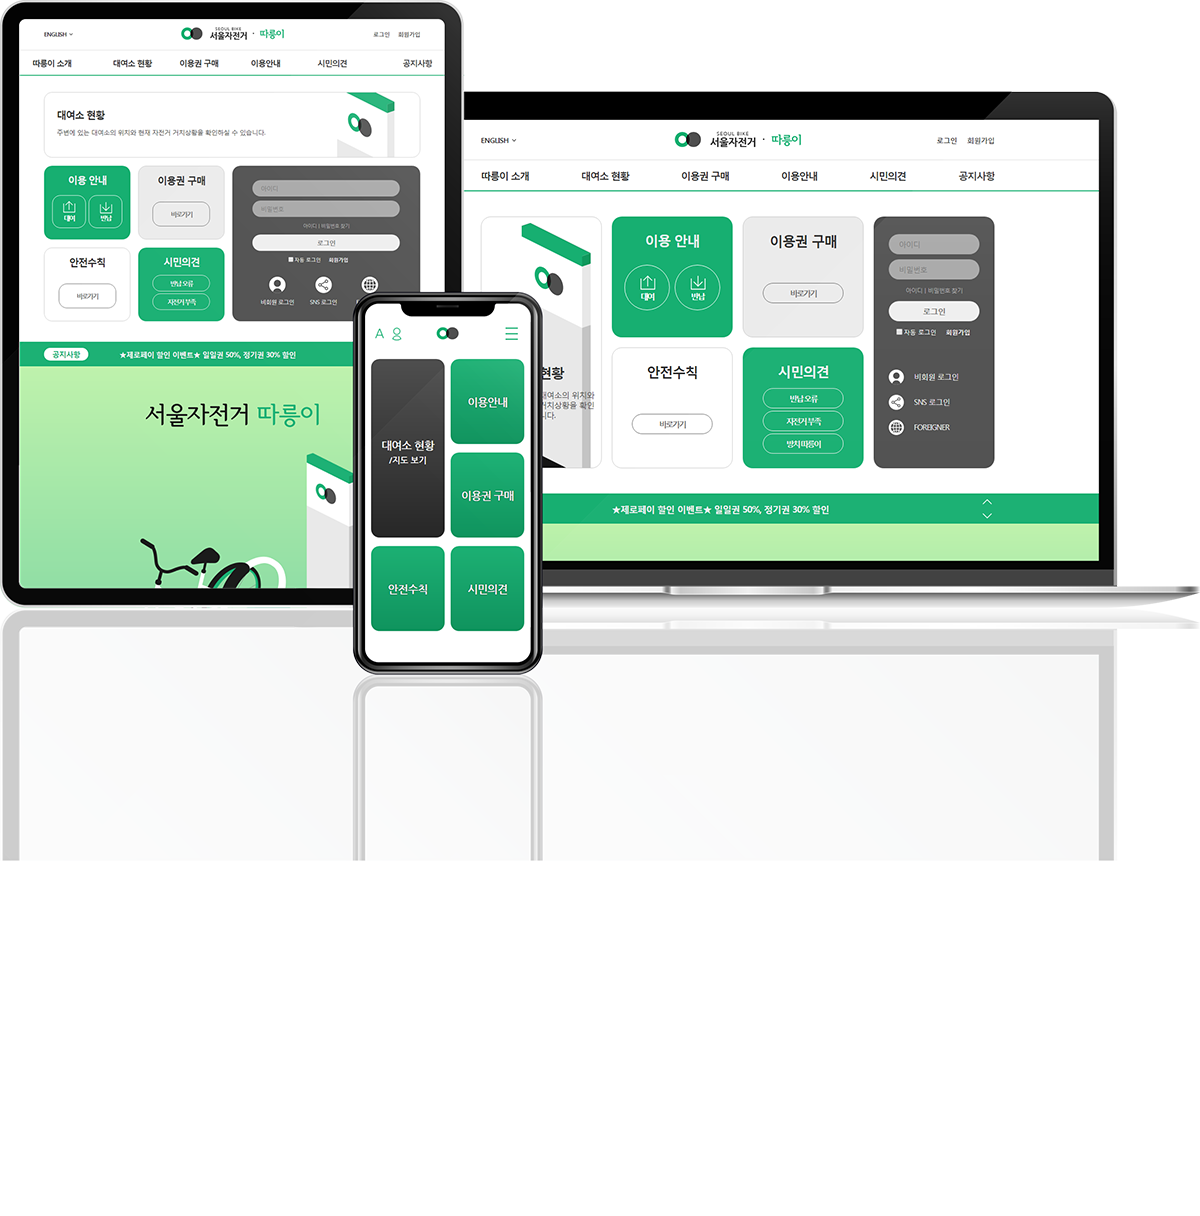 ENGLISH
SEOUL BIKE
서울자전거 · 따릉이
로그인 회원가입
따릉이 소개 대여소 현황 이용권 구매 이용안내 시민의견 공지사항
대여소 현황
주변에 있는 대여소의 위치와 현재 자전거 거치상황을 확인하실 수 있습니다.
이용 안내
대여 반납
이용권 구매
바로가기
안전수칙
바로가기
시민의견
반납 오류
자전거 부족
아이디
비밀번호
아이디 | 비밀번호 찾기
로그인
자동 로그인 회원가입
비회원 로그인 SNS 로그인
공지사항 ★제로페이 할인 이벤트★ 일일권 50%, 정기권 30% 할인
서울자전거 따릉이
A
대여소 현황
/지도 보기
이용안내
이용권 구매
안전수칙
시민의견
ENGLISH
SEOUL BIKE
서울자전거 · 따릉이
로그인 회원가입
따릉이 소개 대여소 현황 이용권 구매 이용안내 시민의견 공지사항
현황
대여소의 위치와
거치상황을 확인
니다.
이용 안내
대여 반납
이용권 구매
바로가기
안전수칙
바로가기
시민의견
반납 오류
자전거 부족
방치 따릉이
아이디
비밀번호
아이디 | 비밀번호 찾기
로그인
자동 로그인 회원가입
비회원 로그인
SNS 로그인
FOREIGNER
★제로페이 할인 이벤트★ 일일권 50%, 정기권 30% 할인